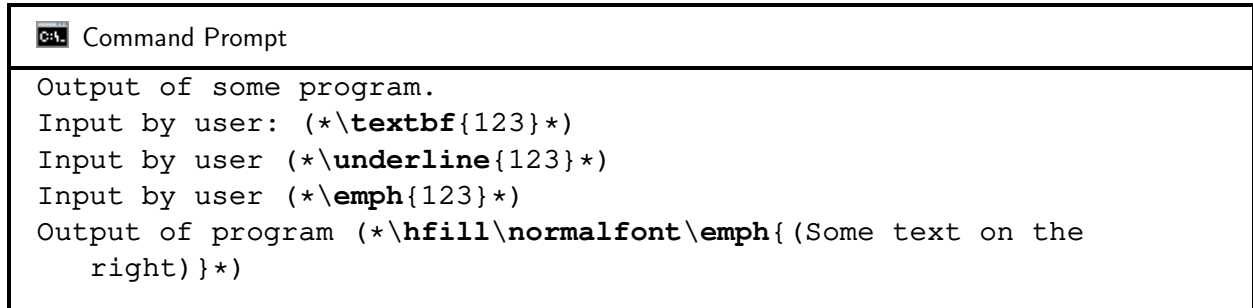 C:\. Command Prompt
Output of some program.
Input by user: (*\textbf{123}*)
Input by user (*\underline{123}*)
Input by user (*\emph{123}*)
Output of program (*\hfill\normalfont\emph{(Some text on the
right)}*)